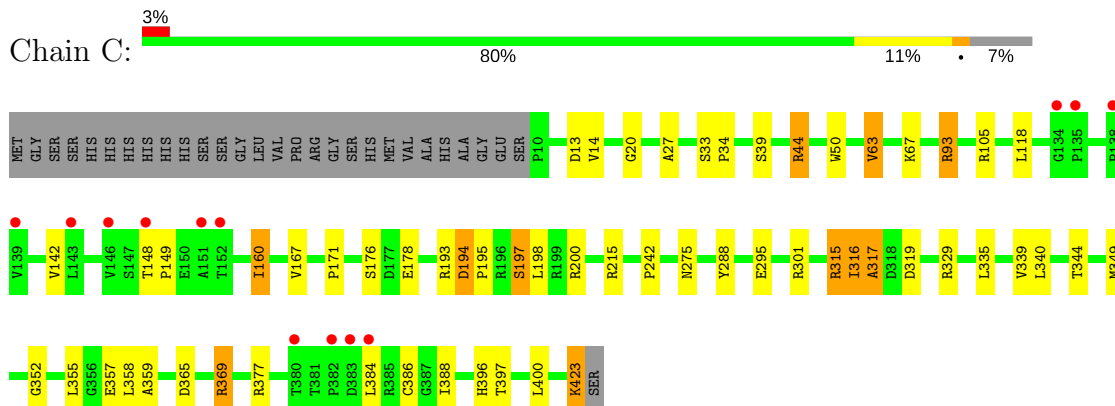 3%
Chain C:
80% 11% • 7%
MET GLY SER SER HIS HIS HIS HIS HIS HIS SER SER GLY LEU VAL PRO ARG GLY SER HIS MET VAL ALA HIS ALA GLY GLU SER P10 D13 V14 G20 A27 S33 P34 S39 R44 W50 V63 K67 R93 R105 L118 G134 P135 R138
V139 V142 L143 V146 S147 T148 P149 E150 A151 T152 I160 V167 P171 S176 D177 E178 R193 D194 P195 R196 S197 L198 R199 R200 R215 P242 N275 Y288 E295 R301 R315 I316 A317 D318 D319 R329 L335 V339 L340 T344 M349
G352 L355 G356 E357 L358 A359 D365 R369 R377 T380 T381 P382 D383 L384 R385 C386 G387 I388 H396 T397 L400 K423 SER